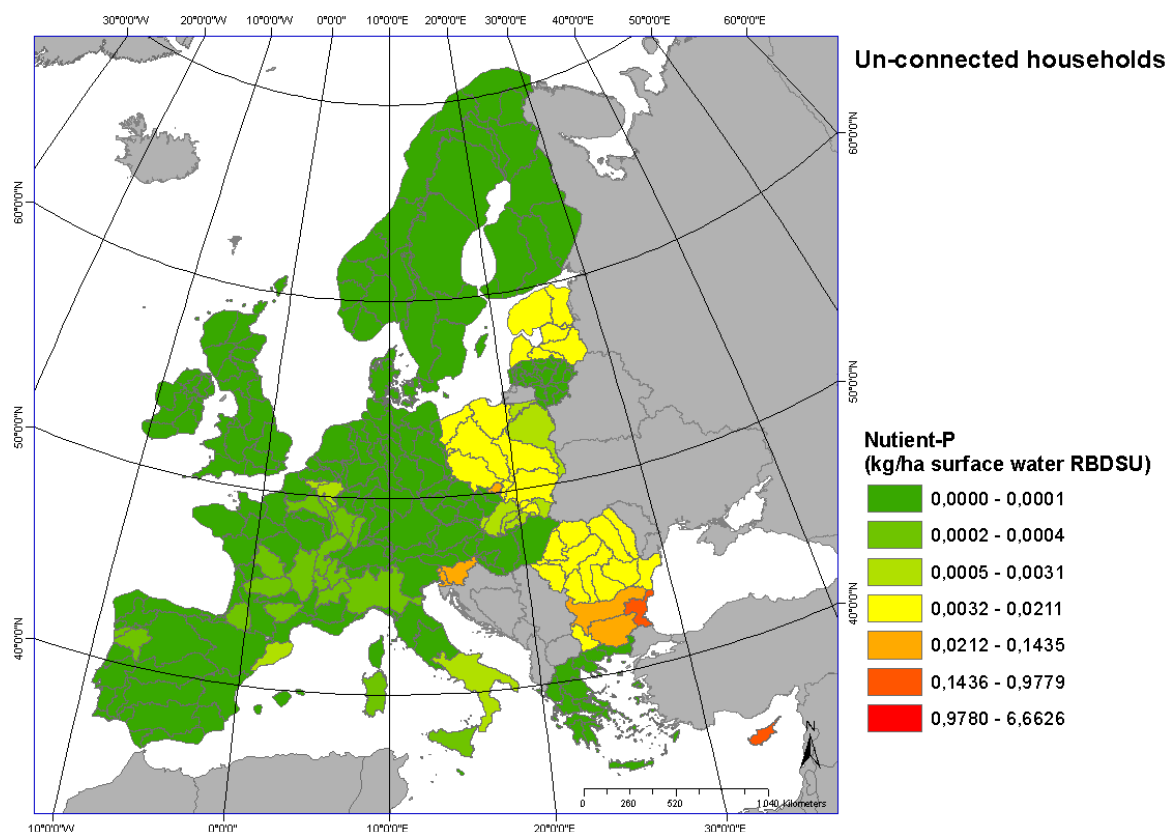 30°0'0"W 20°0'0"W 10°0'0"W 0°0'0" 10°0'0"E 20°0'0"E 30°0'0"E 40°0'0"E 50°0'0"E 60°0'0"E
Un-connected households
60°0'0"N
60°0'0"N
50°0'0"N
50°0'0"N
40°0'0"N
40°0'0"N
Nutient-P
(kg/ha surface water RBDSU)
0,0000 - 0,0001
0,0002 - 0,0004
0,0005 - 0,0031
0,0032 - 0,0211
0,0212 - 0,1435
0,1436 - 0,9779
0,9780 - 6,6626
N
0 260 520 1 040 Kilometers
10°0'0"W 0°0'0" 10°0'0"E 20°0'0"E 30°0'0"E